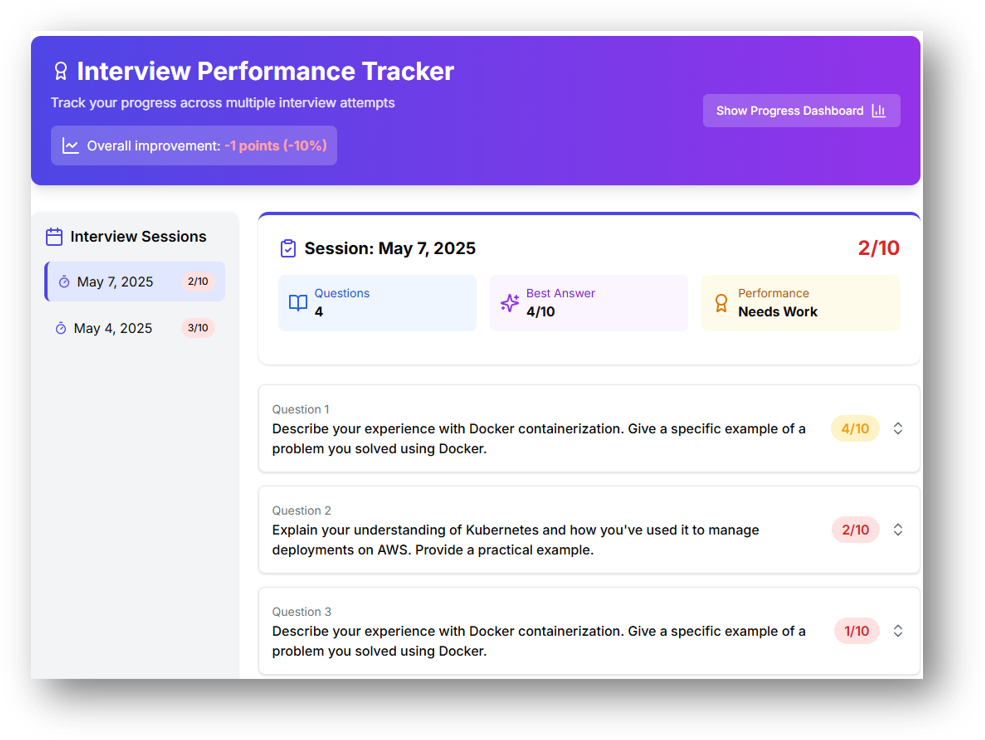 Interview Performance Tracker
Track your progress across multiple interview attempts
Show Progress Dashboard
Overall improvement: -1 points (-10%)
Interview Sessions
May 7, 2025 2/10
May 4, 2025 3/10
Session: May 7, 2025 2/10
Questions
4
Best Answer
4/10
Performance
Needs Work
Question 1
Describe your experience with Docker containerization. Give a specific example of a
problem you solved using Docker.
4/10
Question 2
Explain your understanding of Kubernetes and how you've used it to manage
deployments on AWS. Provide a practical example.
2/10
Question 3
Describe your experience with Docker containerization. Give a specific example of a
problem you solved using Docker.
1/10